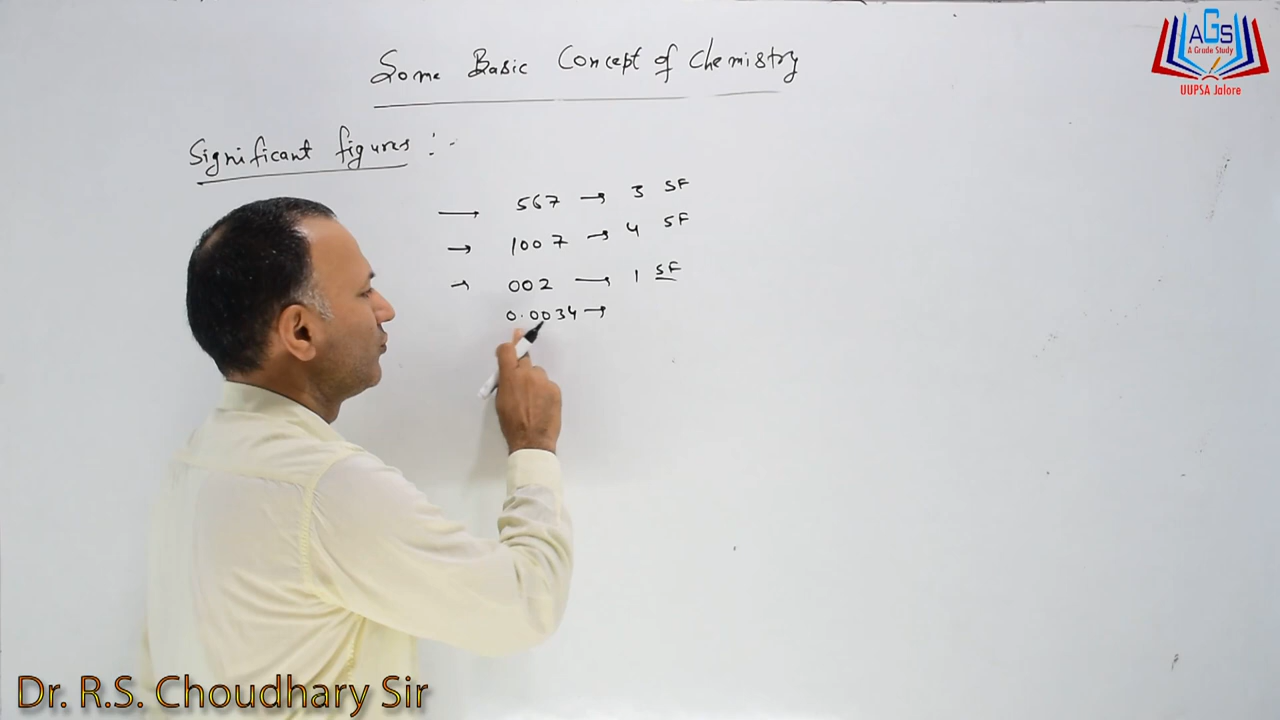 Some Basic Concept of Chemistry
AGS
A Grade Study
UUPSA Jalore
Significant figures :-
→ 567 → 3 SF
→ 1007 → 4 SF
→ 002 → 1 SF
0.0034 →
Dr. R.S. Choudhary Sir